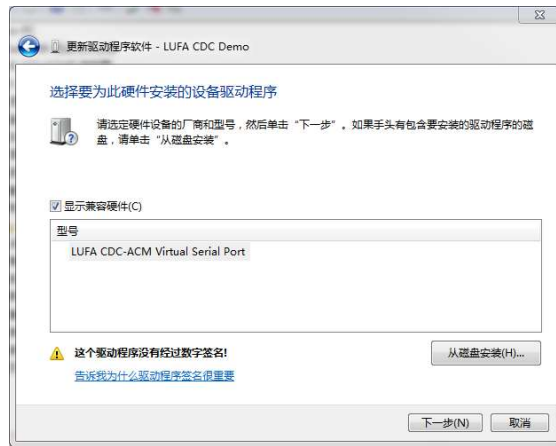 更新驱动程序软件 - LUFA CDC Demo
选择要为此硬件安装的设备驱动程序
请选定硬件设备的厂商和型号，然后单击“下一步”。如果手头有包含要安装的驱动程序的磁
盘，请单击“从磁盘安装”。
显示兼容硬件(C)
型号
LUFA CDC-ACM Virtual Serial Port
这个驱动程序没有经过数字签名!
从磁盘安装(H)...
告诉我为什么驱动程序签名很重要
下一步(N)
取消